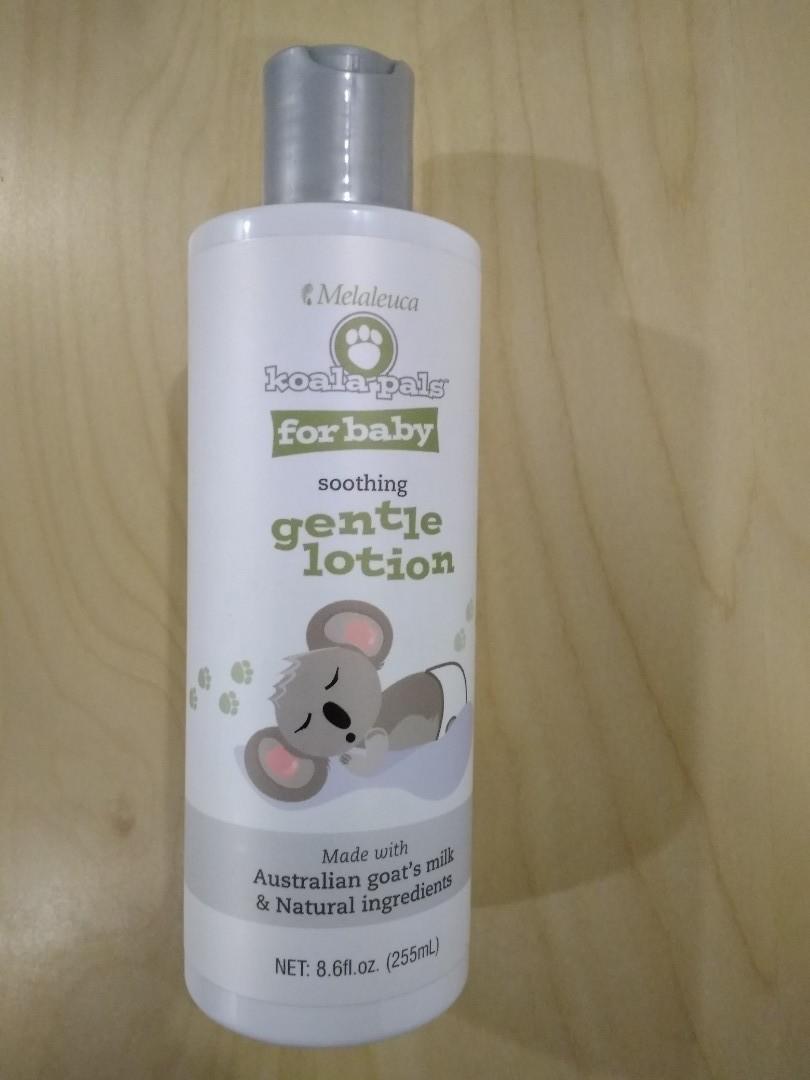 Melaleuca
koala pals™
for baby
soothing
gentle
lotion
Made with
Australian goat's milk
& Natural ingredients
NET: 8.6fl.oz. (255mL)